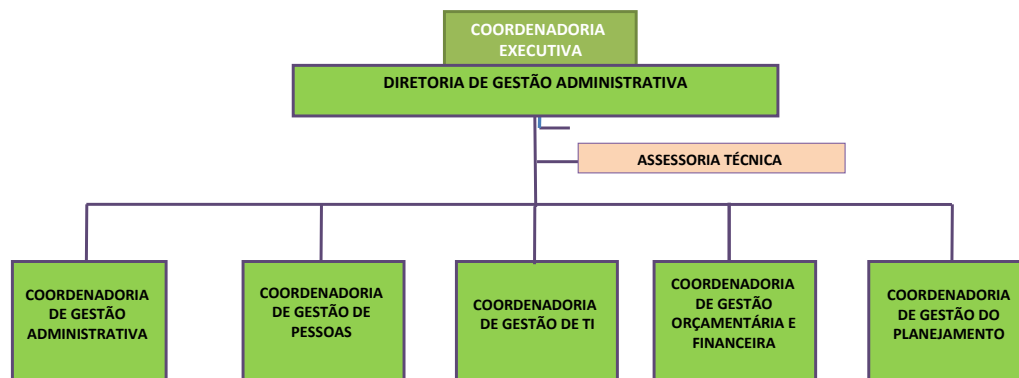 COORDENADORIA
EXECUTIVA
DIRETORIA DE GESTÃO ADMINISTRATIVA
ASSESSORIA TÉCNICA
COORDENADORIA
DE GESTÃO
ADMINISTRATIVA
COORDENADORIA
DE GESTÃO DE
PESSOAS
COORDENADORIA
DE GESTÃO DE TI
COORDENADORIA
DE GESTÃO
ORÇAMENTÁRIA E
FINANCEIRA
COORDENADORIA
DE GESTÃO DO
PLANEJAMENTO